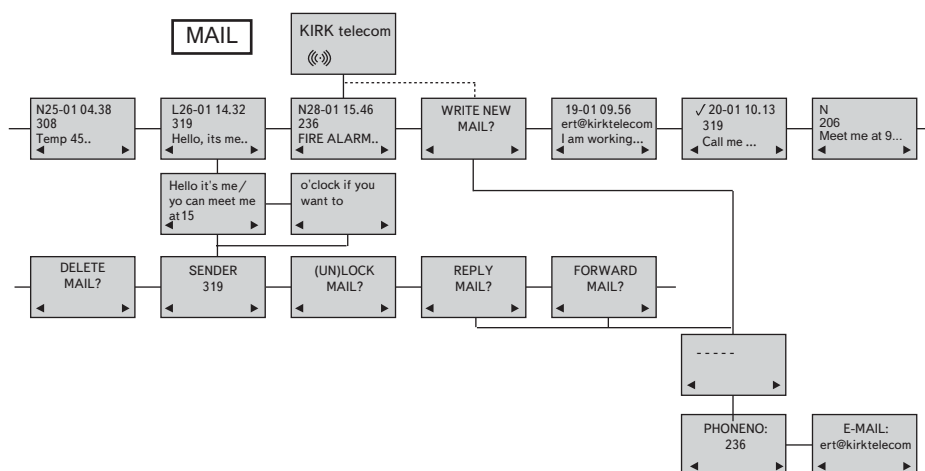 MAIL
KIRK telecom
N25-01 04.38
308
Temp 45..
L26-01 14.32
319
Hello, its me..
N28-01 15.46
236
FIRE ALARM..
WRITE NEW
MAIL?
19-01 09.56
ert@kirktelecom
I am working...
✓ 20-01 10.13
319
Call me ...
N
206
Meet me at 9...
Hello it's me/
yo can meet me
at15
o'clock if you
want to
DELETE
MAIL?
SENDER
319
(UN)LOCK
MAIL?
REPLY
MAIL?
FORWARD
MAIL?
- - - - -
PHONENO:
236
E-MAIL:
ert@kirktelecom